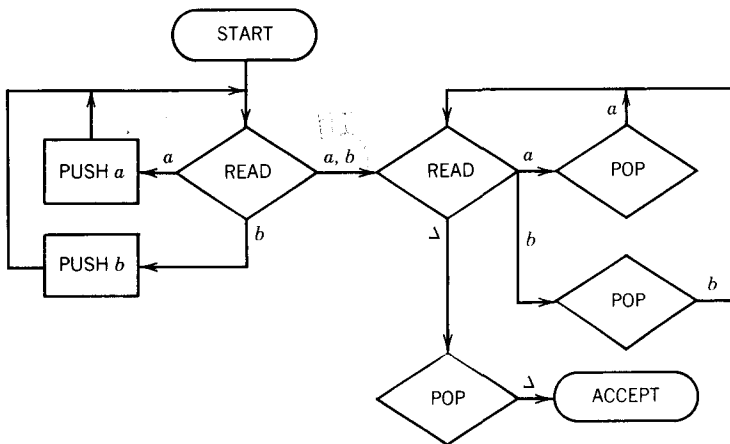 START
a
PUSH a
a
READ
a, b
READ
a
POP
b
PUSH b
Δ
b
POP
b
POP
Δ
ACCEPT